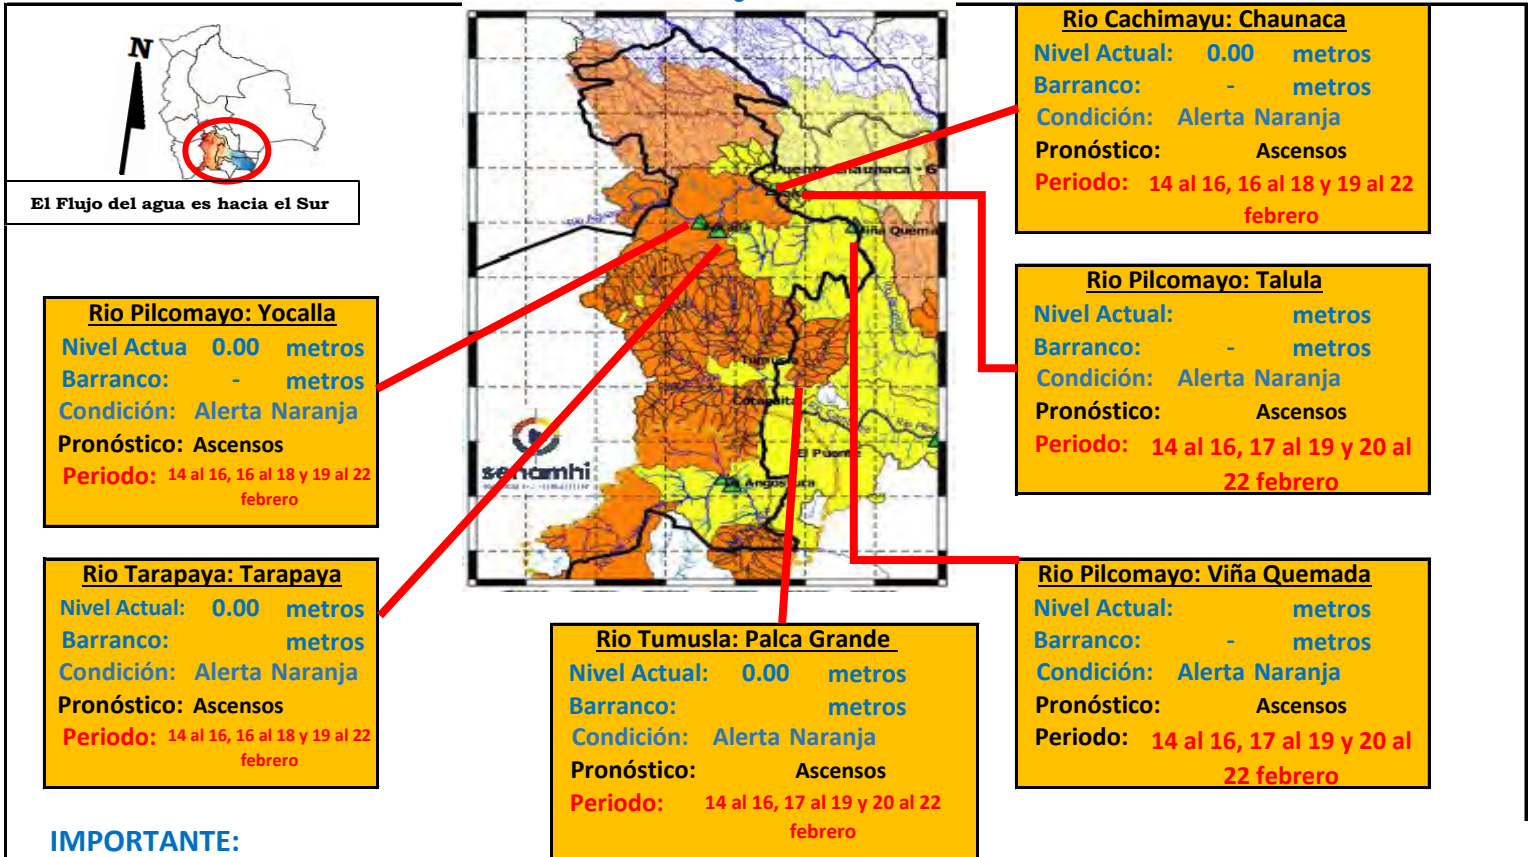 N
El Flujo del agua es hacia el Sur
Rio Pilcomayo: Yocalla
Nivel Actua 0.00 metros
Barranco: - metros
Condición: Alerta Naranja
Pronóstico: Ascensos
Periodo: 14 al 16, 16 al 18 y 19 al 22
febrero
Rio Tarapaya: Tarapaya
Nivel Actual: 0.00 metros
Barranco: metros
Condición: Alerta Naranja
Pronóstico: Ascensos
Periodo: 14 al 16, 16 al 18 y 19 al 22
febrero
IMPORTANTE:
Viña Quema
Tumusla
Cotagaita
El Puente
Angostura
senamhi
Rio Tumusla: Palca Grande
Nivel Actual: 0.00 metros
Barranco: metros
Condición: Alerta Naranja
Pronóstico: Ascensos
Periodo: 14 al 16, 17 al 19 y 20 al 22
febrero
Rio Cachimayu: Chaunaca
Nivel Actual: 0.00 metros
Barranco: - metros
Condición: Alerta Naranja
Pronóstico: Ascensos
Periodo: 14 al 16, 16 al 18 y 19 al 22
febrero
Rio Pilcomayo: Talula
Nivel Actual: metros
Barranco: - metros
Condición: Alerta Naranja
Pronóstico: Ascensos
Periodo: 14 al 16, 17 al 19 y 20 al
22 febrero
Rio Pilcomayo: Viña Quemada
Nivel Actual: metros
Barranco: - metros
Condición: Alerta Naranja
Pronóstico: Ascensos
Periodo: 14 al 16, 17 al 19 y 20 al
22 febrero